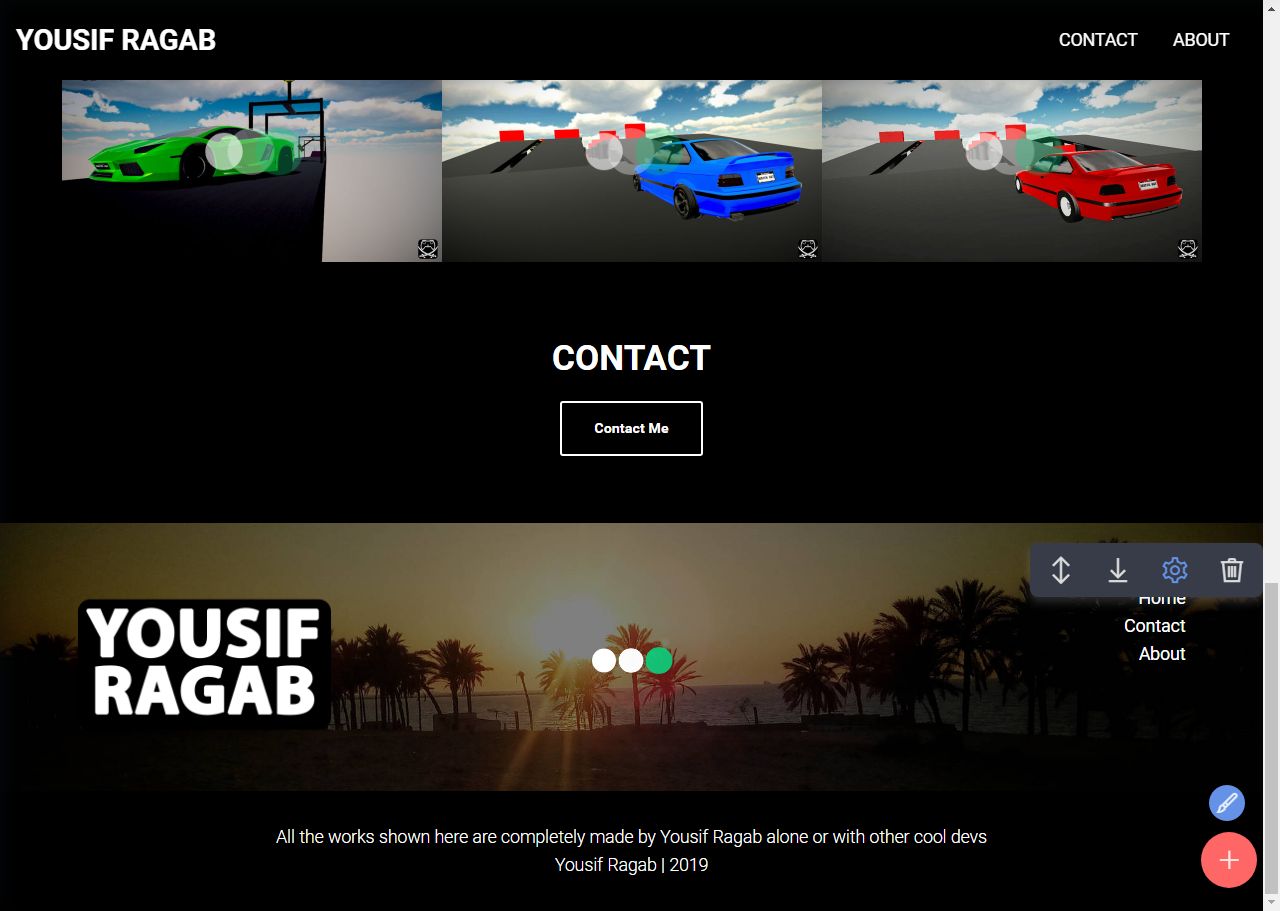 YOUSIF RAGAB
CONTACT
ABOUT
CONTACT
Contact Me
YOUSIF
RAGAB
Home
Contact
About
All the works shown here are completely made by Yousif Ragab alone or with other cool devs
Yousif Ragab | 2019